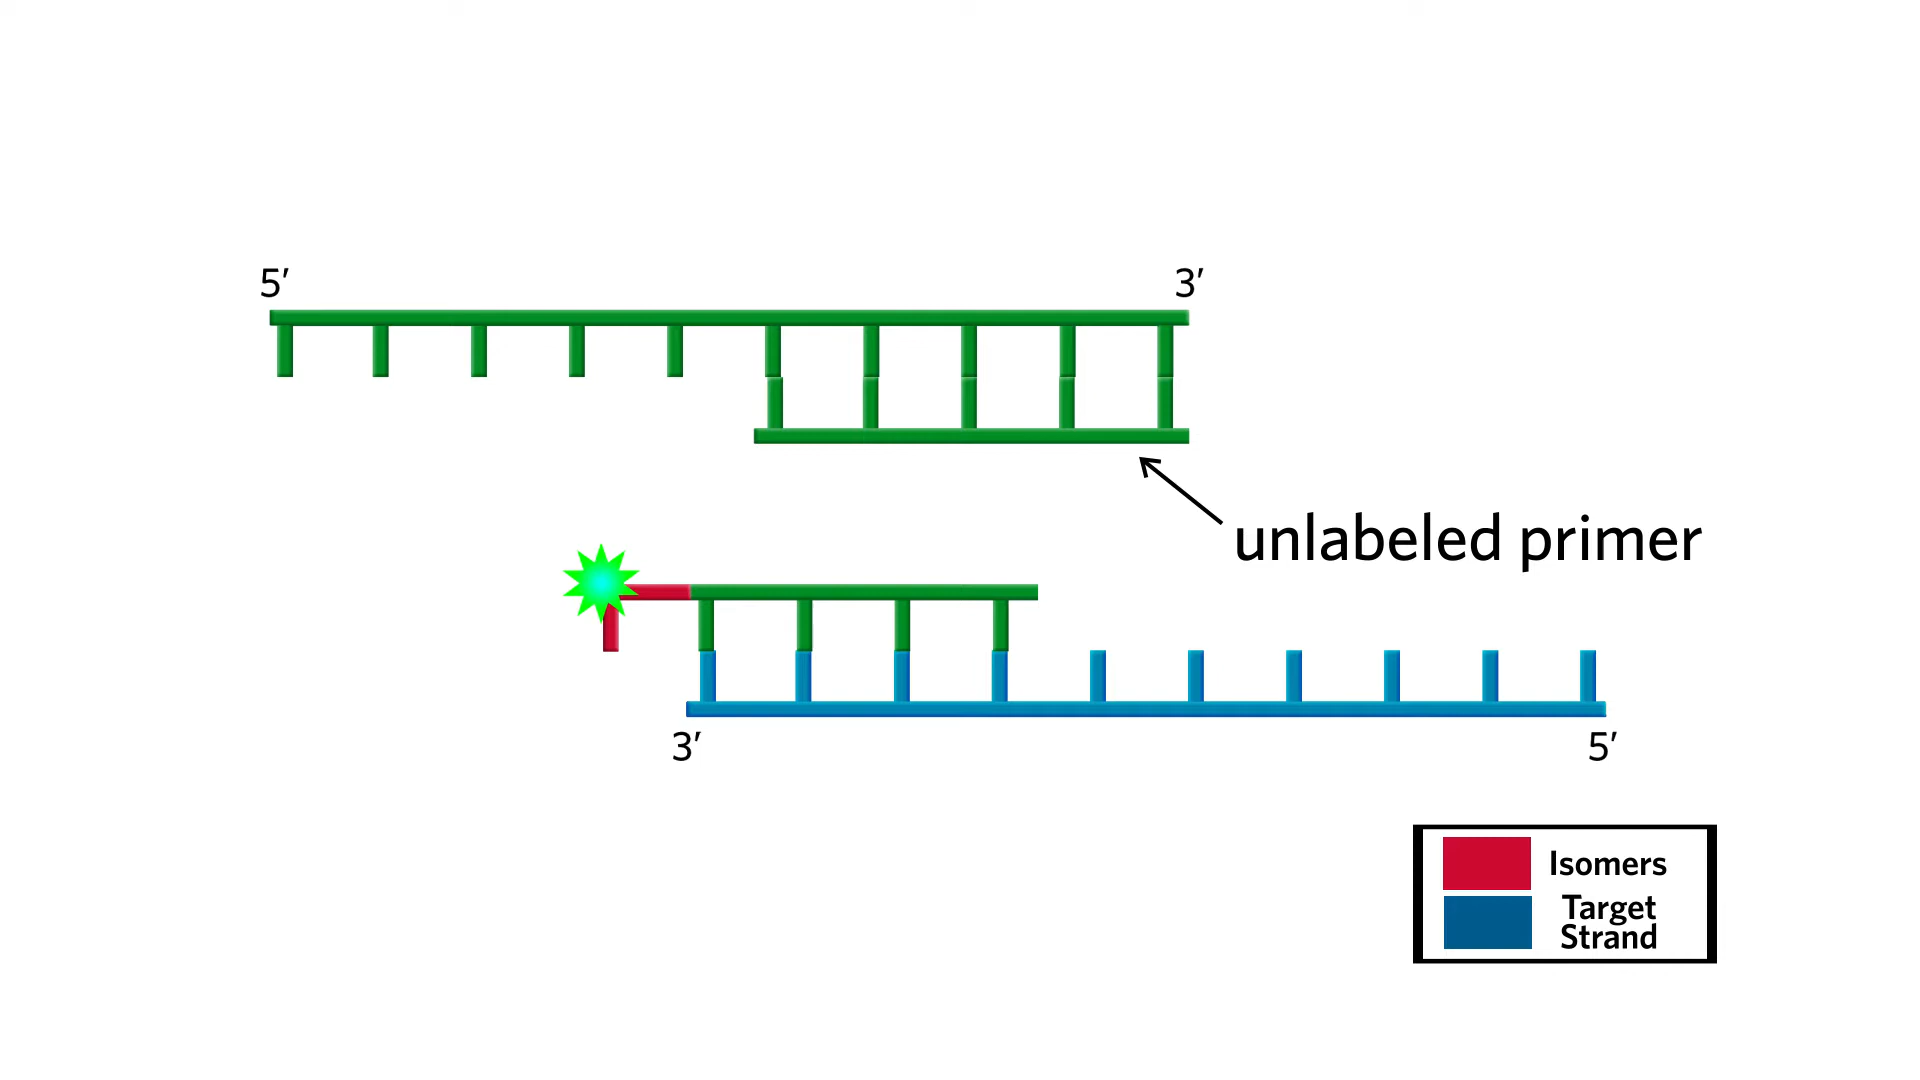 5′
3′
unlabeled primer
3′
5′
Isomers
Target
Strand